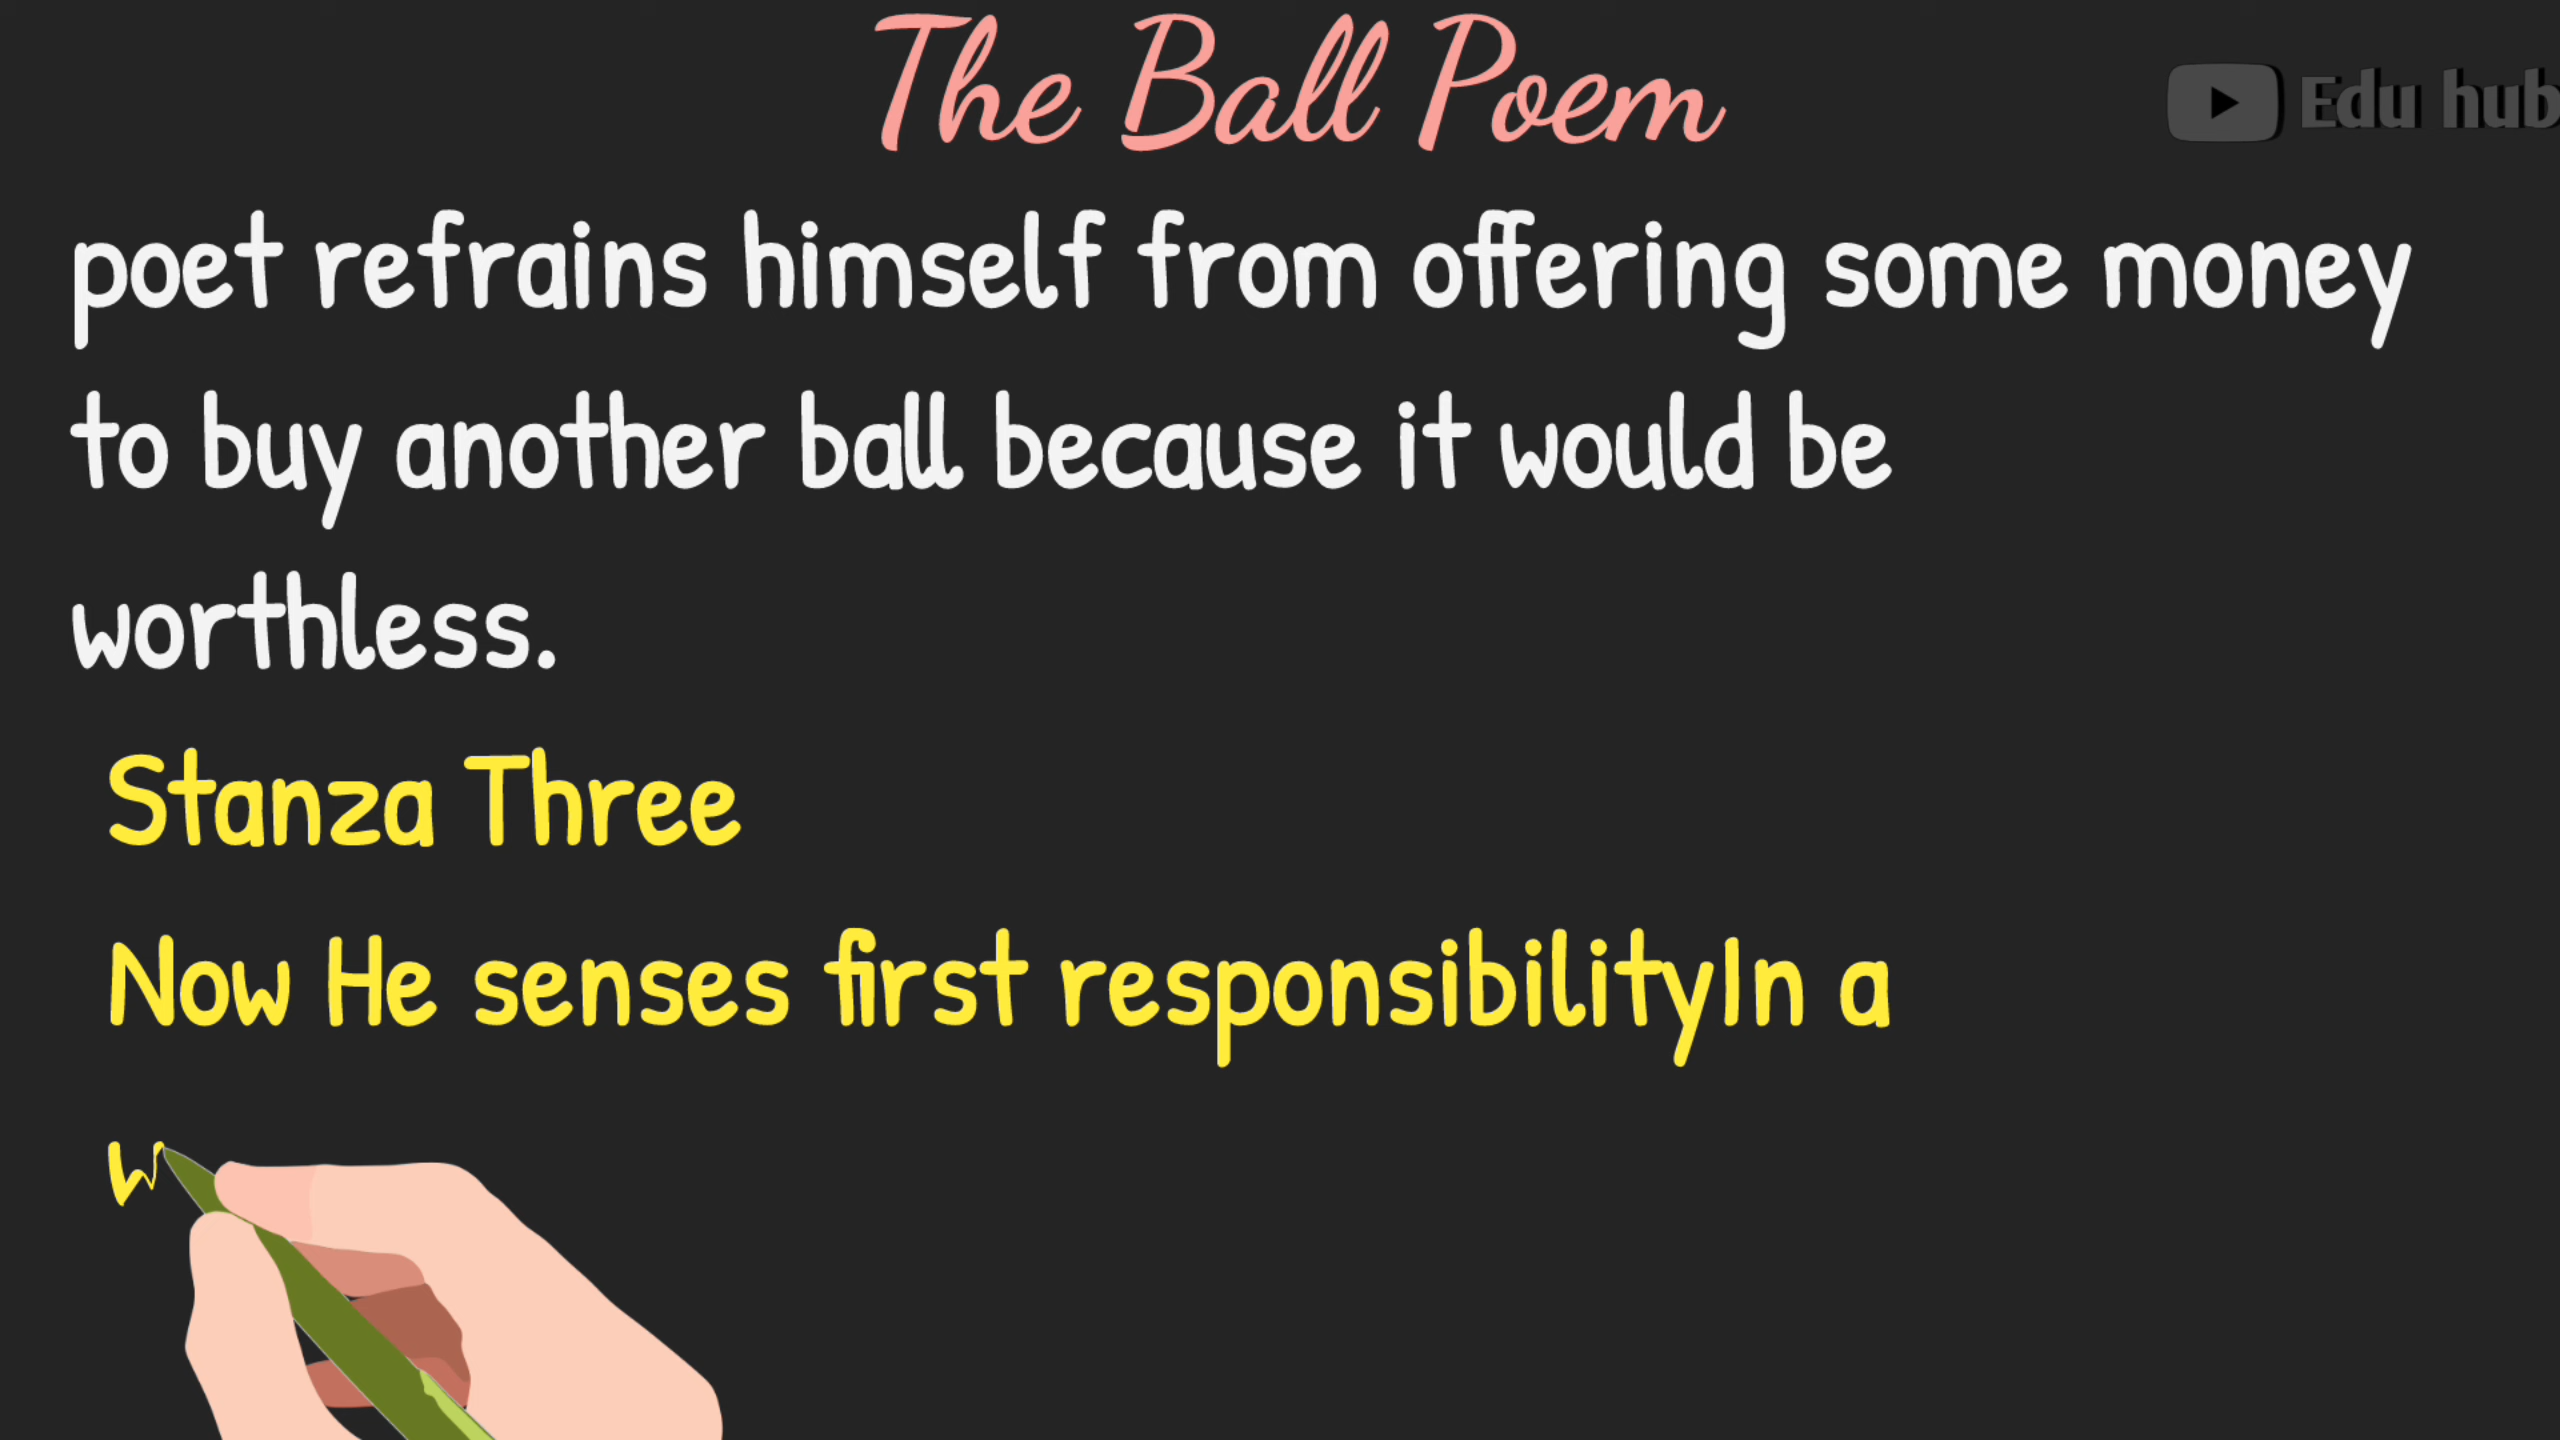 The Ball Poem
Edu hub
poet refrains himself from offering some money
to buy another ball because it would be
worthless.
Stanza Three
Now He senses first responsibilityIn a
w